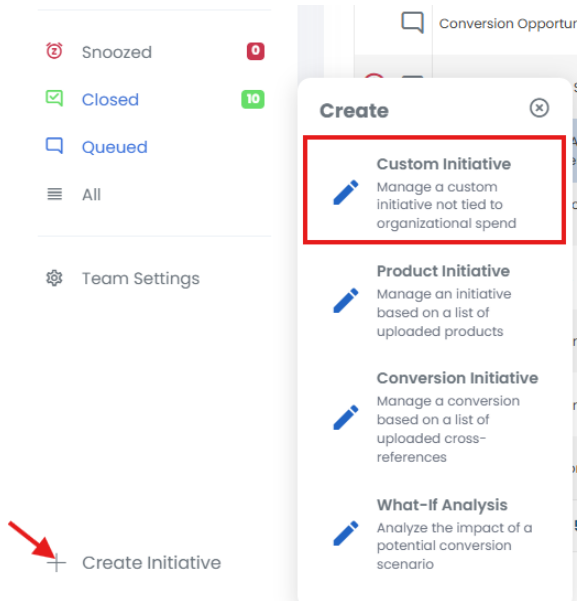 Snoozed
0
Closed
10
Queued
All
Team Settings
Create Initiative
Conversion
Create
Custom Initiative
Manage a custom
initiative not tied to
organizational spend
Product Initiative
Manage an initiative
based on a list of
uploaded products
Conversion Initiative
Manage a conversion
based on a list of
uploaded cross-
references
What-If Analysis
Analyze the impact of a
potential conversion
scenario